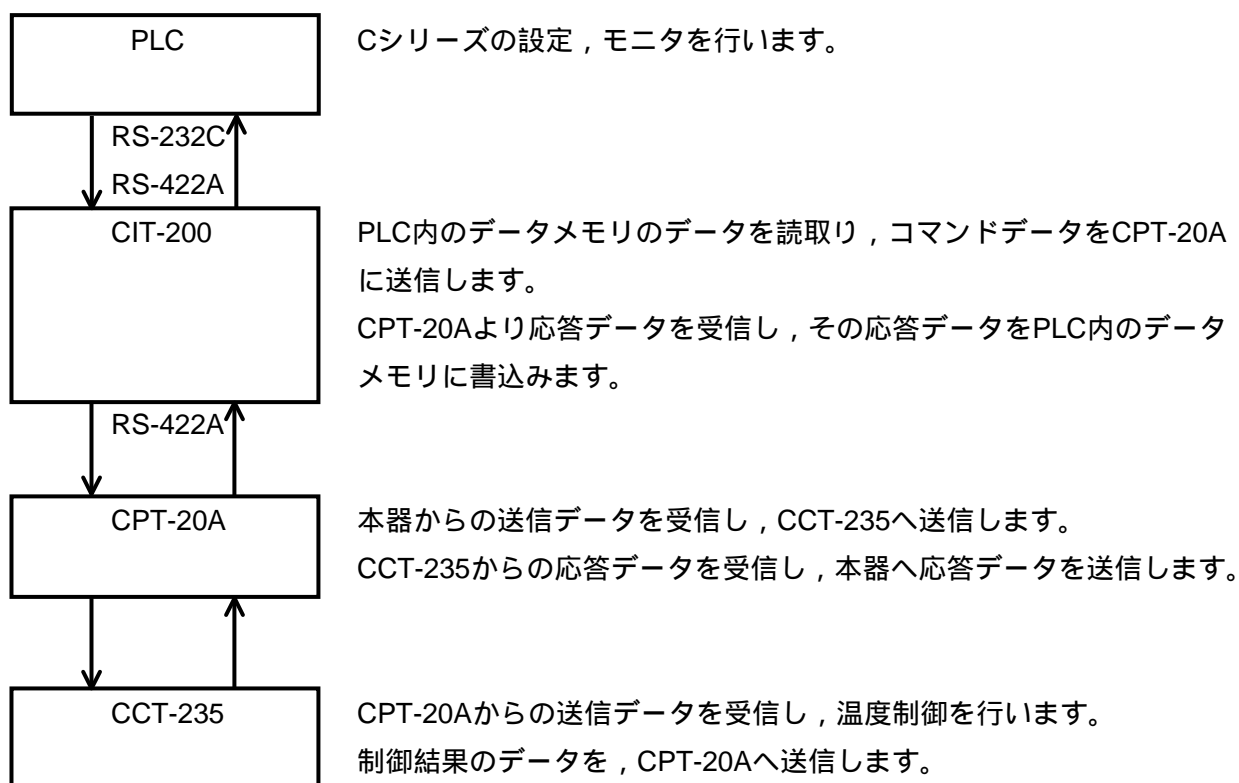 PLC
Cシリーズの設定，モニタを行います。
RS-232C
RS-422A
CIT-200
PLC内のデータメモリのデータを読取り，コマンドデータをCPT-20A
に送信します。
CPT-20Aより応答データを受信し，その応答データをPLC内のデータ
メモリに書込みます。
RS-422A
CPT-20A
本器からの送信データを受信し，CCT-235へ送信します。
CCT-235からの応答データを受信し，本器へ応答データを送信します。
CCT-235
CPT-20Aからの送信データを受信し，温度制御を行います。
制御結果のデータを，CPT-20Aへ送信します。